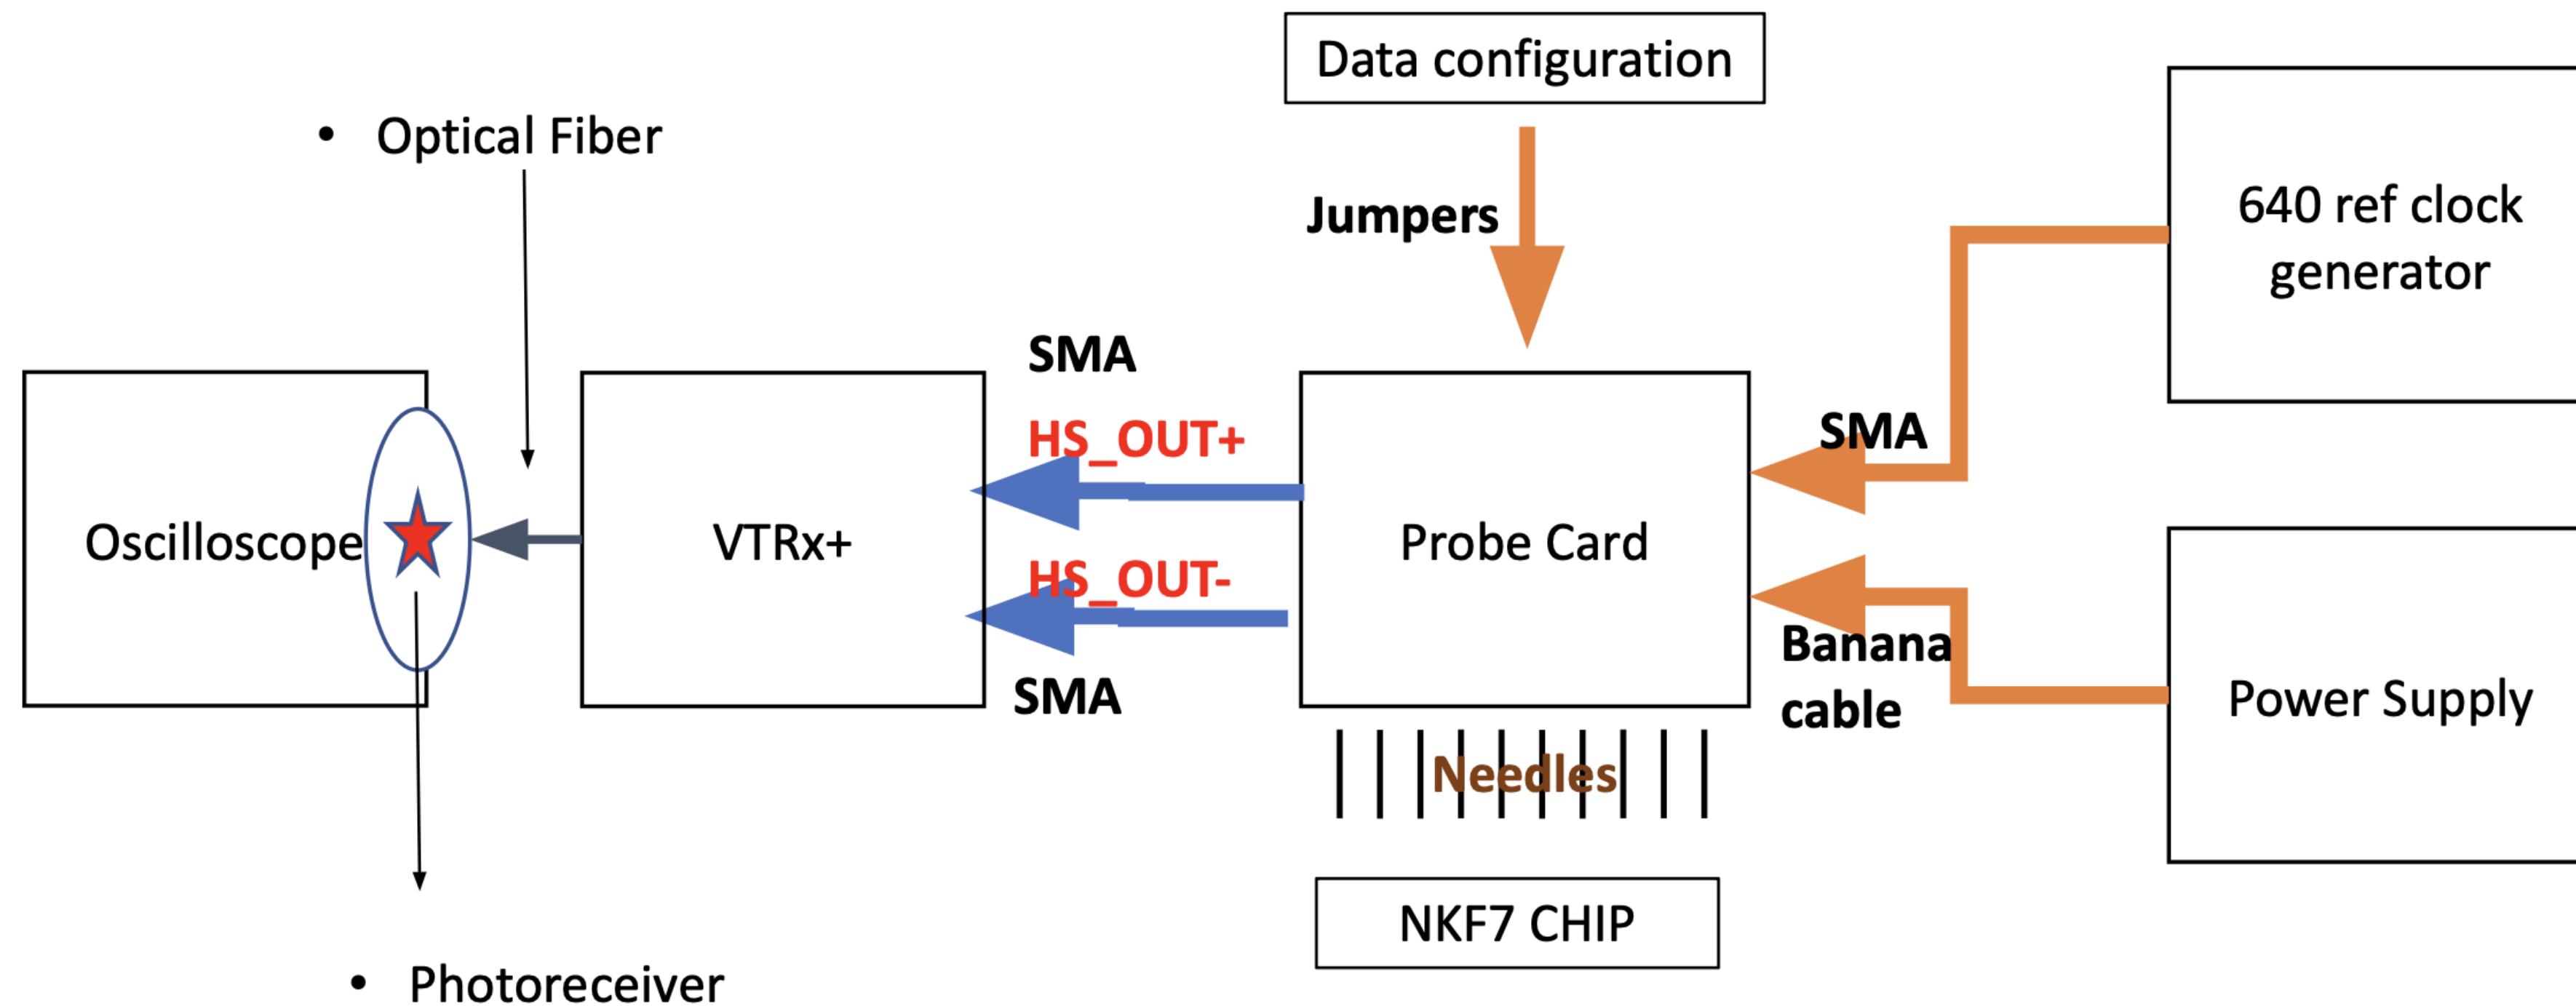 Data configuration
• Optical Fiber
Jumpers
640 ref clock
generator
SMA
HS_OUT+
SMA
Oscilloscope
VTRx+
Probe Card
HS_OUT-
SMA
Banana
cable
Power Supply
Needles
NKF7 CHIP
• Photoreceiver